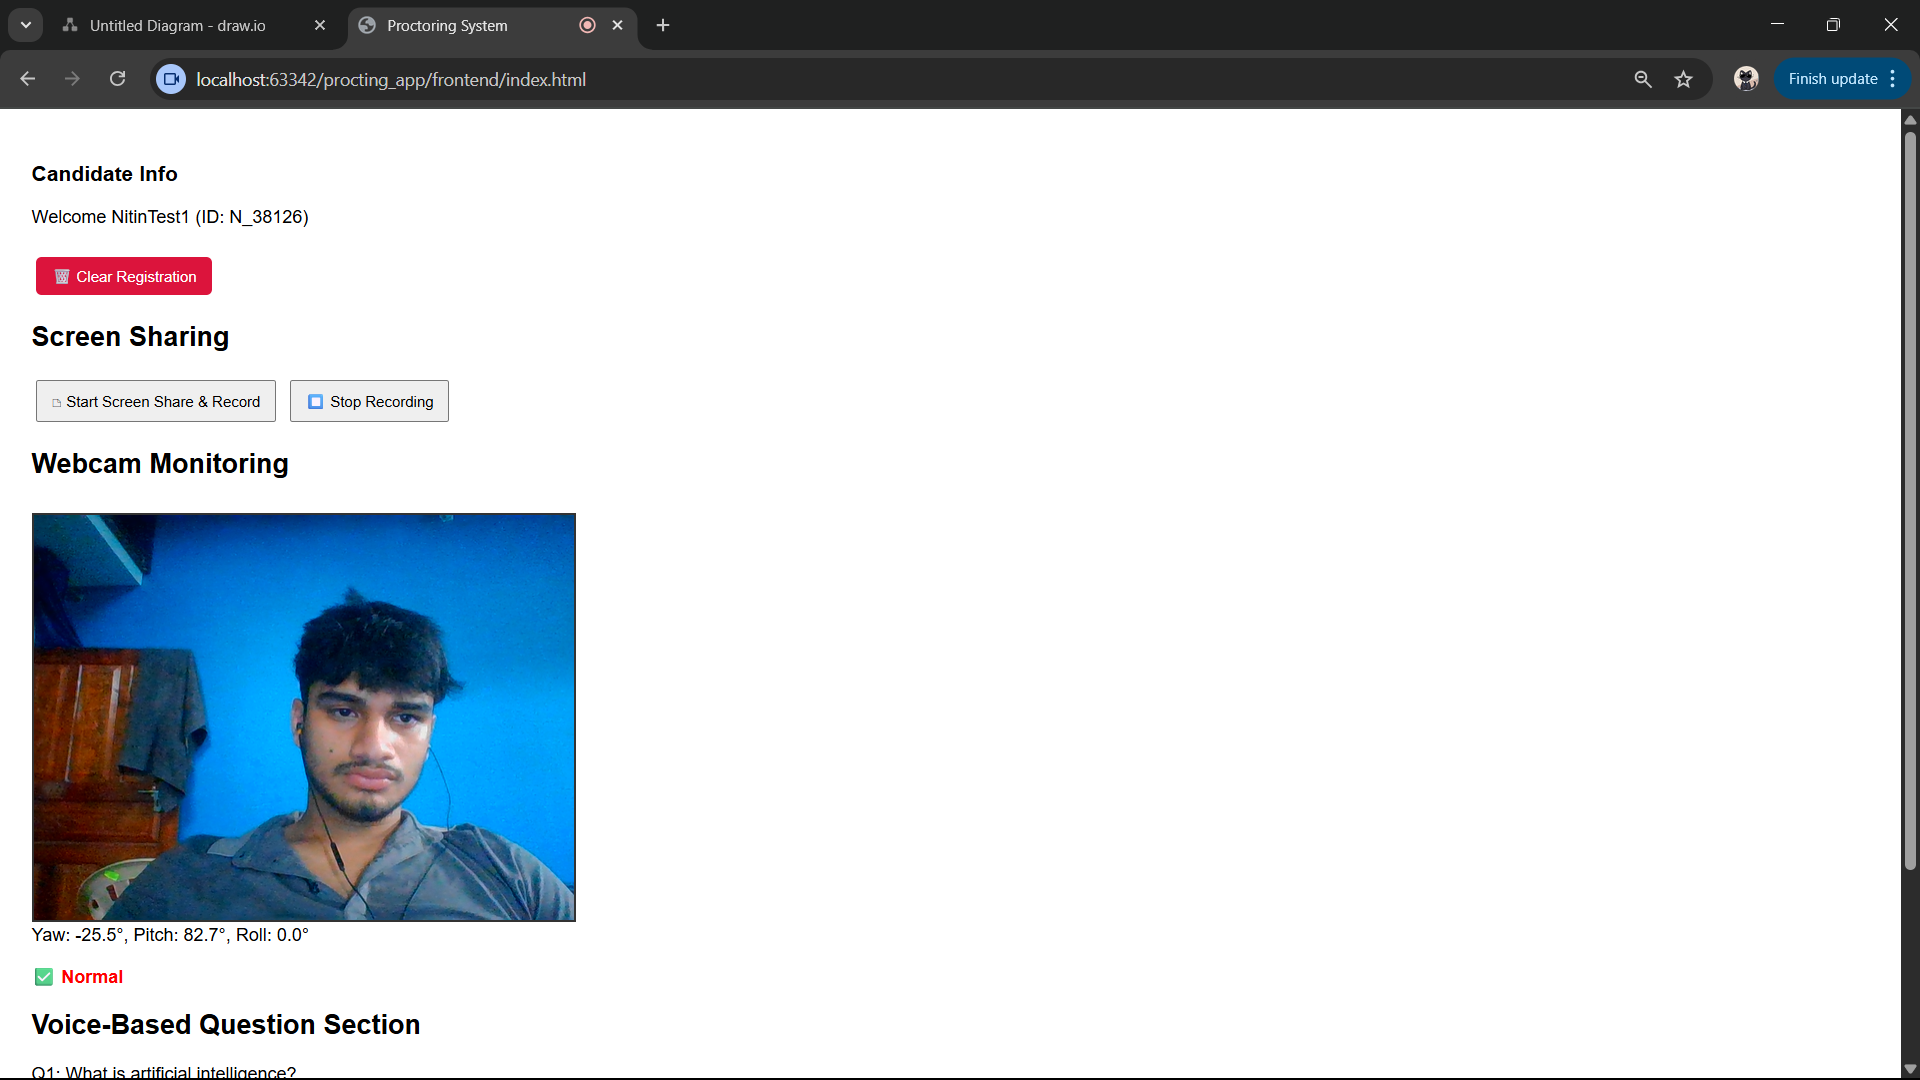 Untitled Diagram - draw.io
Proctoring System
localhost:63342/procting_app/frontend/index.html
Finish update
Candidate Info
Welcome NitinTest1 (ID: N_38126)
🗑️ Clear Registration
Screen Sharing
Start Screen Share & Record
⏹️ Stop Recording
Webcam Monitoring
Yaw: -25.5°, Pitch: 82.7°, Roll: 0.0°
✅ Normal
Voice-Based Question Section
Q1: What is artificial intelligence?